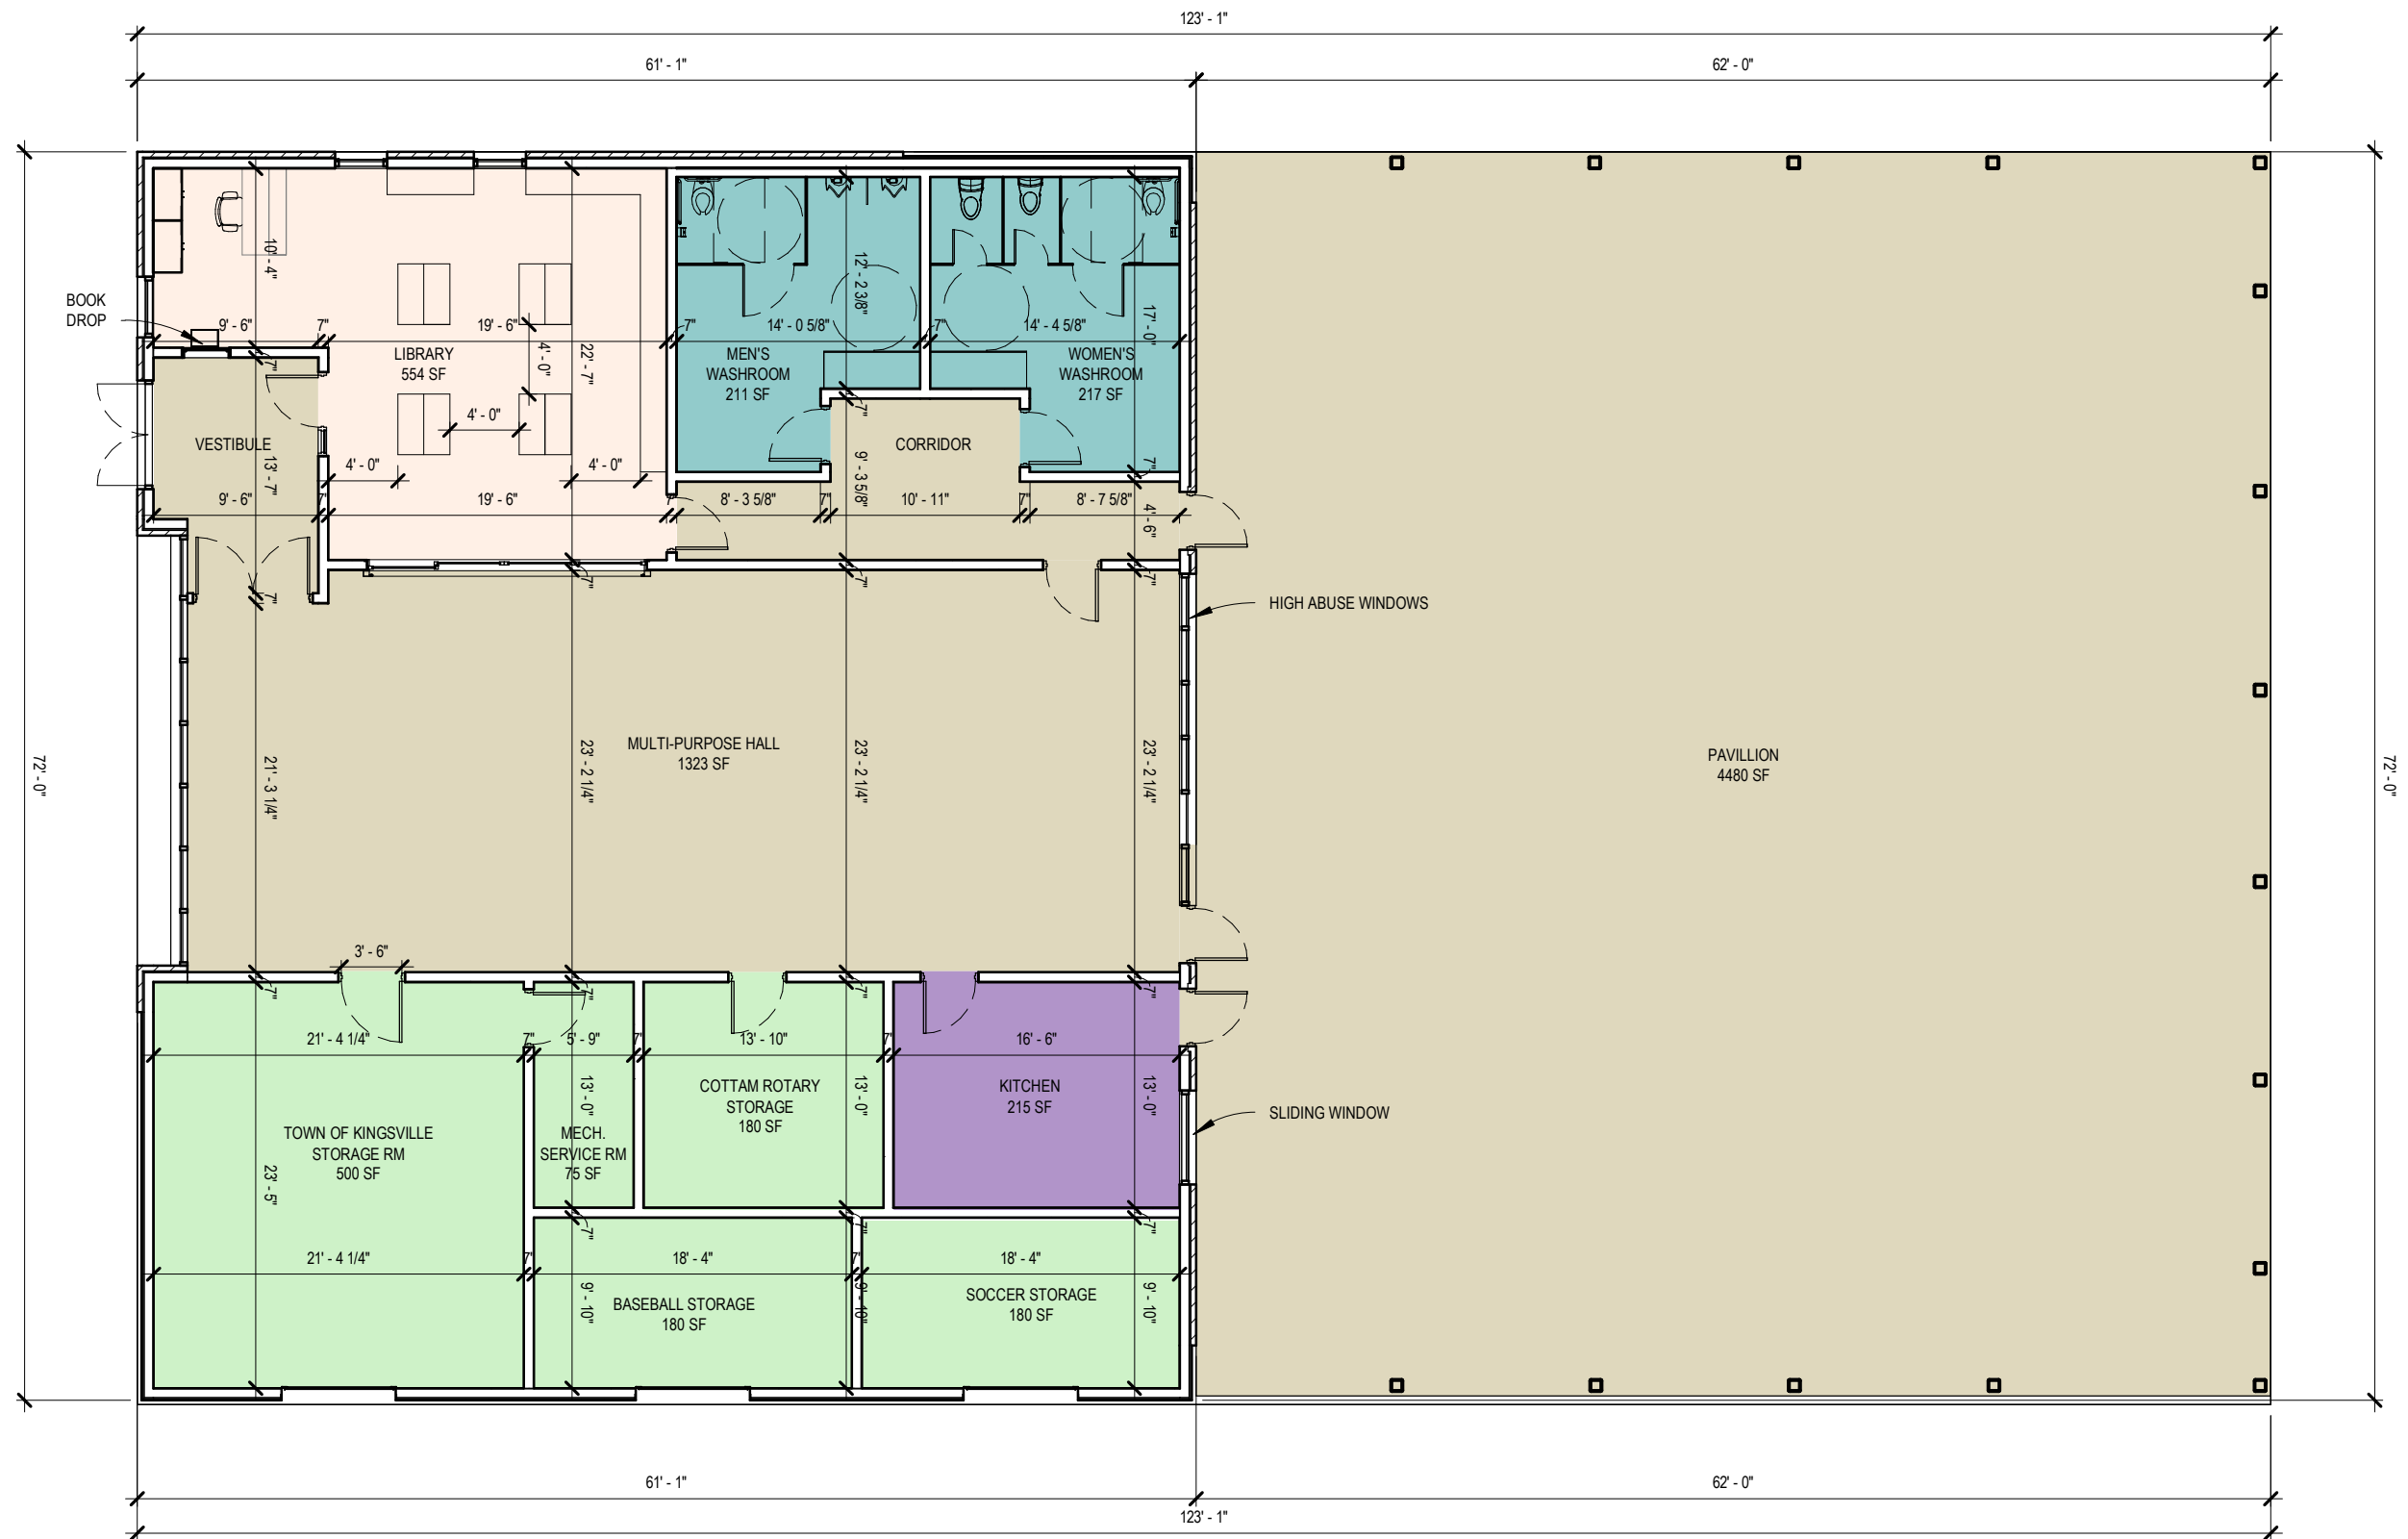 123' - 1"
61' - 1"
62' - 0"
72' - 0"
72' - 0"
BOOK
DROP
10' - 4"
9' - 6"
7"
19' - 6"
7"
14' - 0 5/8"
7"
14' - 4 5/8"
12' - 2 3/8"
17' - 0"
LIBRARY
554 SF
4' - 0"
22' - 7"
MEN'S
WASHROOM
211 SF
WOMEN'S
WASHROOM
217 SF
7"
7"
4' - 0"
VESTIBULE
13' - 7"
CORRIDOR
9' - 3 5/8"
7"
4' - 0"
4' - 0"
9' - 6"
7"
19' - 6"
7"
8' - 3 5/8"
7"
10' - 11"
7"
8' - 7 5/8"
4' - 6"
7"
7"
7"
7"
HIGH ABUSE WINDOWS
MULTI-PURPOSE HALL
1323 SF
21' - 3 1/4"
23' - 2 1/4"
23' - 2 1/4"
23' - 2 1/4"
PAVILLION
4480 SF
3' - 6"
7"
7"
7"
7"
21' - 4 1/4"
7"
5' - 9"
7"
13' - 10"
7"
16' - 6"
13' - 0"
13' - 0"
13' - 0"
COTTAM ROTARY
STORAGE
180 SF
KITCHEN
215 SF
SLIDING WINDOW
TOWN OF KINGSVILLE
STORAGE RM
500 SF
MECH.
SERVICE RM
75 SF
23' - 5"
7"
7"
7"
21' - 4 1/4"
7"
18' - 4"
7"
18' - 4"
9' - 10"
9' - 10"
9' - 10"
BASEBALL STORAGE
180 SF
SOCCER STORAGE
180 SF
61' - 1"
62' - 0"
123' - 1"